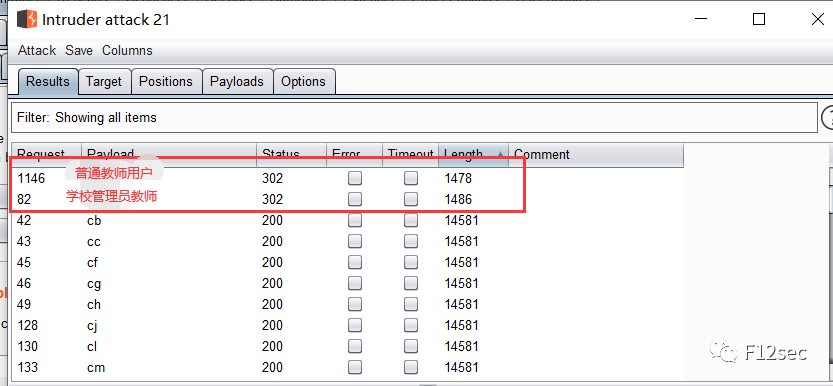 Intruder attack 21
Attack Save Columns
Results Target Positions Payloads Options
Filter: Showing all items
?
Request Payload Status Error Timeout Length Comment
1146 普通教师用户 302 1478
82 学校管理员教师 302 1486
42 cb 200 14581
43 cc 200 14581
45 cf 200 14581
46 cg 200 14581
49 ch 200 14581
128 cj 200 14581
130 cl 200 14581
133 cm 200 14581
F12sec